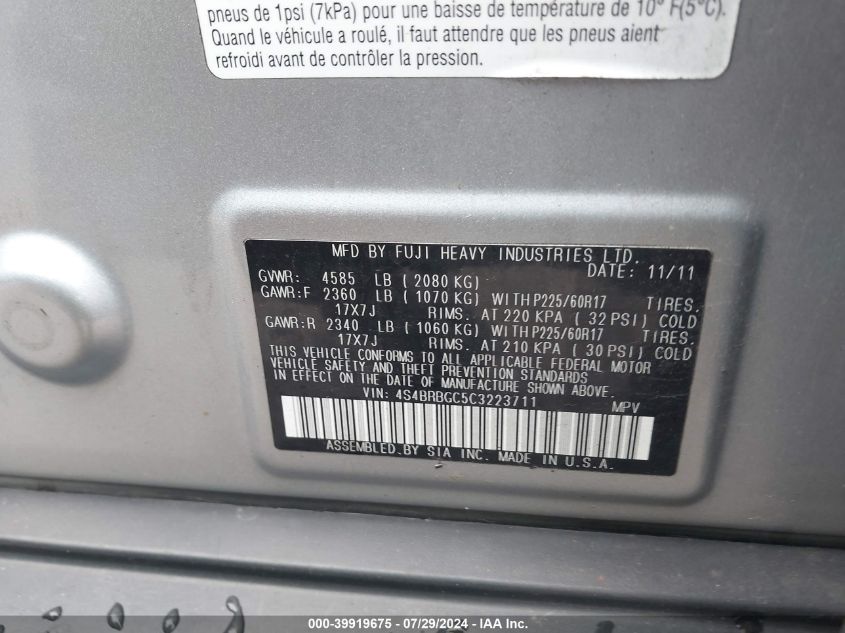 pneus de 1psi (7kPa) pour une baisse de température de 10° F(5°C).
Quand le véhicule a roulé, il faut attendre que les pneus aient
refroidi avant de contrôler la pression.
MFD BY FUJI HEAVY INDUSTRIES LTD.
DATE: 11/11
GVWR: 4585 LB ( 2080 KG)
GAWR:F 2360 LB ( 1070 KG) WITH P225/60R17 TIRES.
17X7J RIMS. AT 220 KPA ( 32 PSI) COLD
GAWR:R 2340 LB ( 1060 KG) WITH P225/60R17 TIRES.
17X7J RIMS. AT 210 KPA ( 30 PSI) COLD
THIS VEHICLE CONFORMS TO ALL APPLICABLE FEDERAL MOTOR
VEHICLE SAFETY AND THEFT PREVENTION STANDARDS
IN EFFECT ON THE DATE OF MANUFACTURE SHOWN ABOVE.
VIN: 4S4BRBGC5C3223711 MPV
ASSEMBLED BY SIA INC. MADE IN U.S.A.
000-39919675 - 07/29/2024 - IAA Inc.